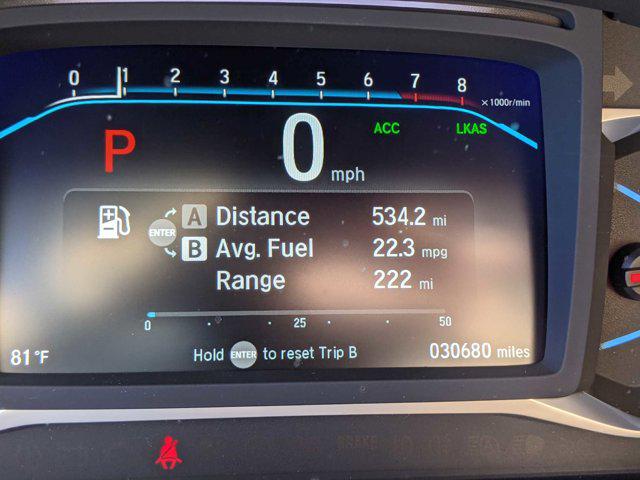 0 1 2 3 4 5 6 7 8
x1000r/min
P 0 mph ACC LKAS
A Distance 534.2 mi
ENTER
B Avg. Fuel 22.3 mpg
Range 222 mi
0 25 50
81°F Hold ENTER to reset Trip B 030680 miles
BRAKE